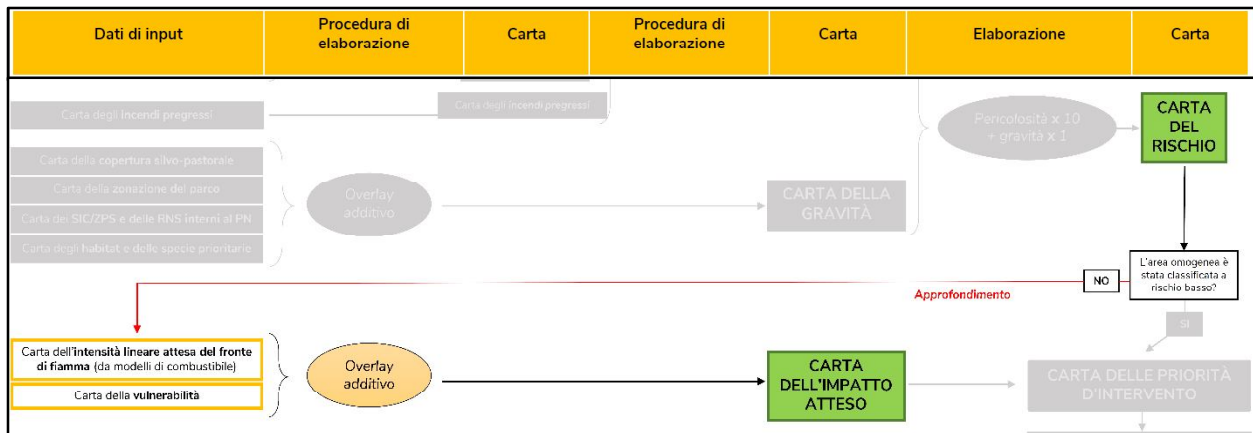 Dati di input
Procedura di
elaborazione
Carta
Procedura di
elaborazione
Carta
Elaborazione
Carta
Carta degli incendi pregressi
Carta degli incendi pregressi
Pericolosità x 10
+ gravità x 1
CARTA
DEL
RISCHIO
Carta della copertura silvo-pastorale
Carta della zonazione del parco
Carta dei SIC/ZPS e delle RNS interni al PN
Carta degli habitat e delle specie prioritarie
Overlay
additivo
CARTA DELLA
GRAVITÀ
L'area omogenea è
stata classificata a
rischio basso?
NO
Approfondimento
SI
Carta dell'intensità lineare attesa del fronte
di fiamma (da modelli di combustibile)
Carta della vulnerabilità
Overlay
additivo
CARTA
DELL'IMPATTO
ATTESO
CARTA DELLE PRIORITÀ
D'INTERVENTO